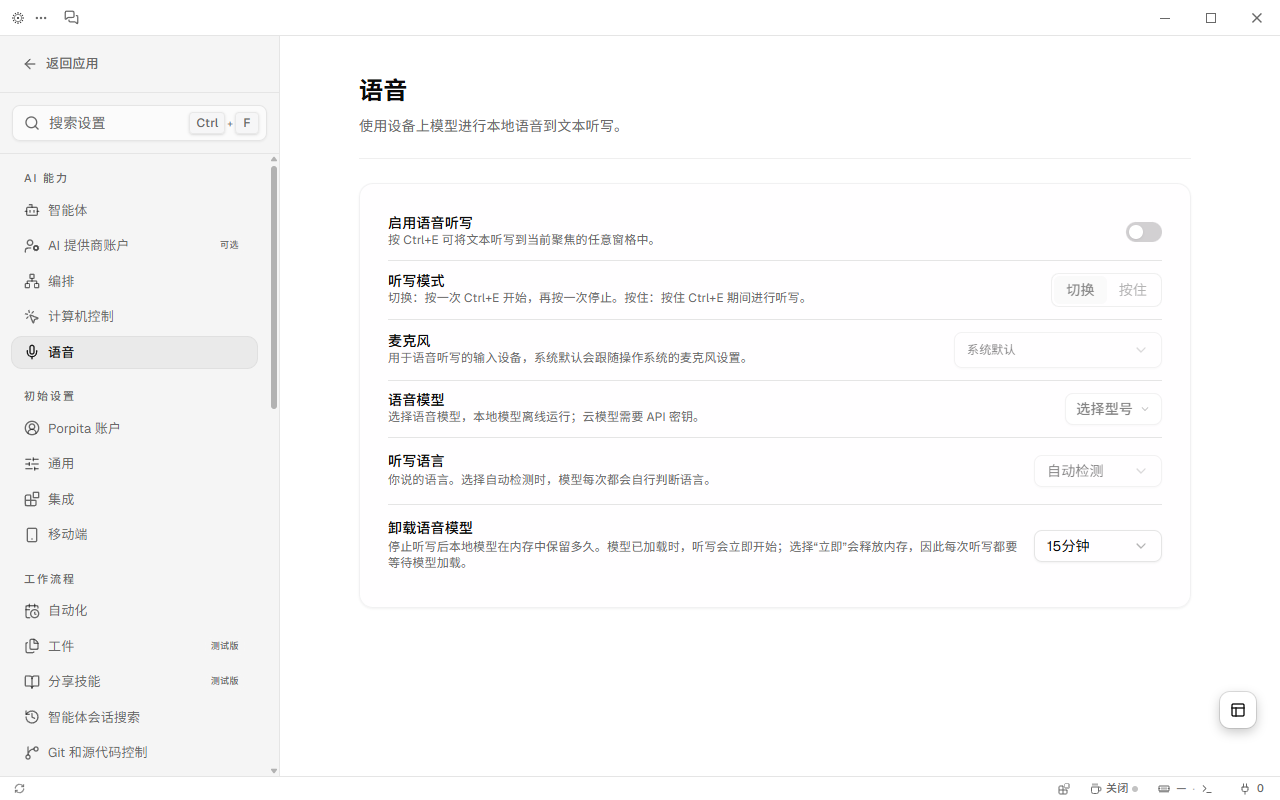 返回应用
搜索设置 Ctrl + F
AI 能力
智能体
AI 提供商账户 可选
编排
计算机控制
语音
初始设置
Porpita 账户
通用
集成
移动端
工作流程
自动化
工件 测试版
分享技能 测试版
智能体会话搜索
Git 和源代码控制
语音
使用设备上模型进行本地语音到文本听写。
启用语音听写
按 Ctrl+E 可将文本听写到当前聚焦的任意窗格中。
听写模式
切换：按一次 Ctrl+E 开始，再按一次停止。按住：按住 Ctrl+E 期间进行听写。
切换 按住
麦克风
用于语音听写的输入设备，系统默认会跟随操作系统的麦克风设置。
系统默认
语音模型
选择语音模型，本地模型离线运行；云模型需要 API 密钥。
选择型号
听写语言
你说的语言。选择自动检测时，模型每次都会自行判断语言。
自动检测
卸载语音模型
停止听写后本地模型在内存中保留多久。模型已加载时，听写会立即开始；选择“立即”会释放内存，因此每次听写都要
等待模型加载。
15分钟
关闭 — · 0